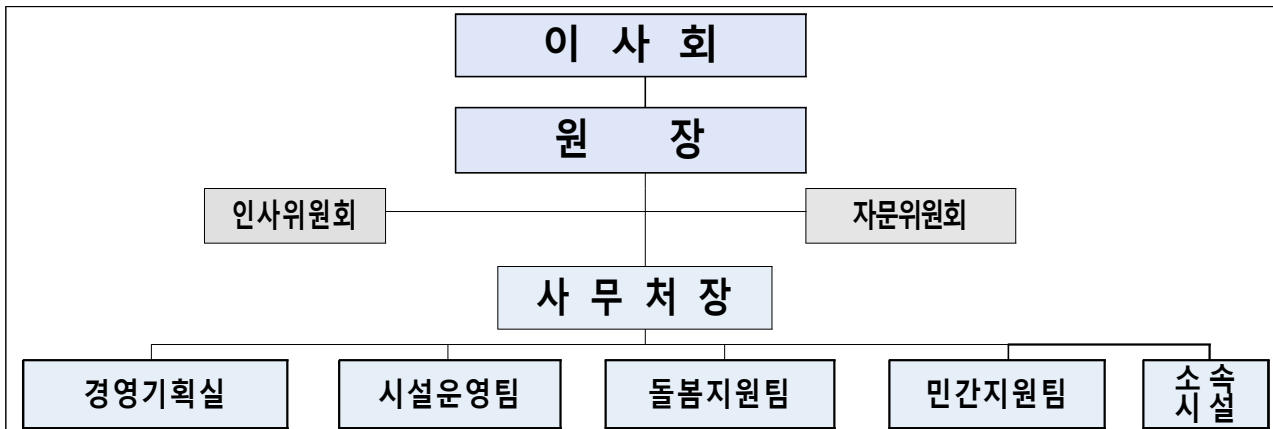 이 사 회
원 장
인사위원회
자문위원회
사 무 처 장
경영기획실
시설운영팀
돌봄지원팀
민간지원팀
소 속
시 설